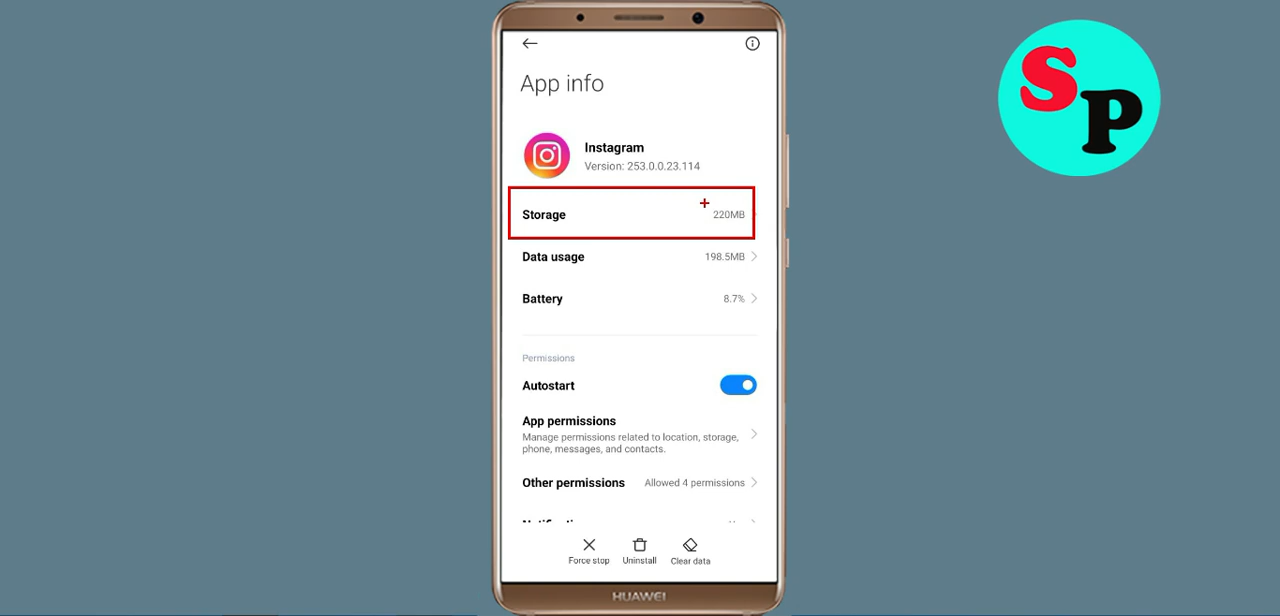 SP
App info
Instagram
Version: 253.0.0.23.114
Storage 220MB
Data usage 198.5MB
Battery 8.7%
Permissions
Autostart
App permissions
Manage permissions related to location, storage,
phone, messages, and contacts.
Other permissions Allowed 4 permissions
Force stop Uninstall Clear data
HUAWEI